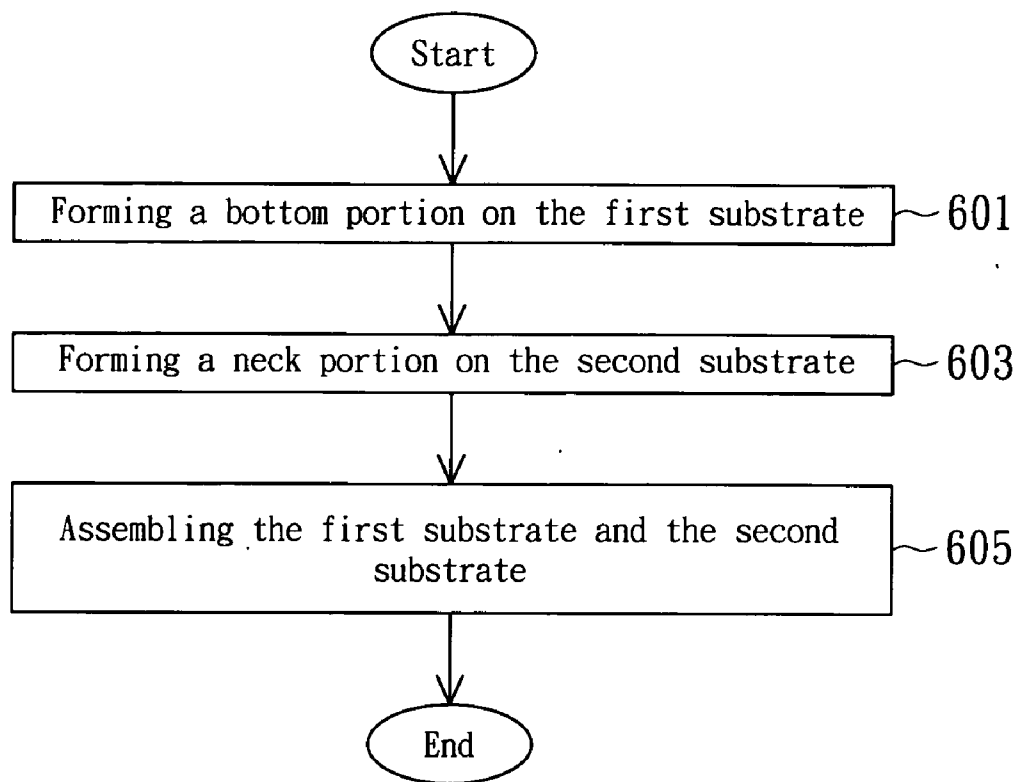 Start
Forming a bottom portion on the first substrate
601
Forming a neck portion on the second substrate
603
Assembling the first substrate and the second
substrate
605
End